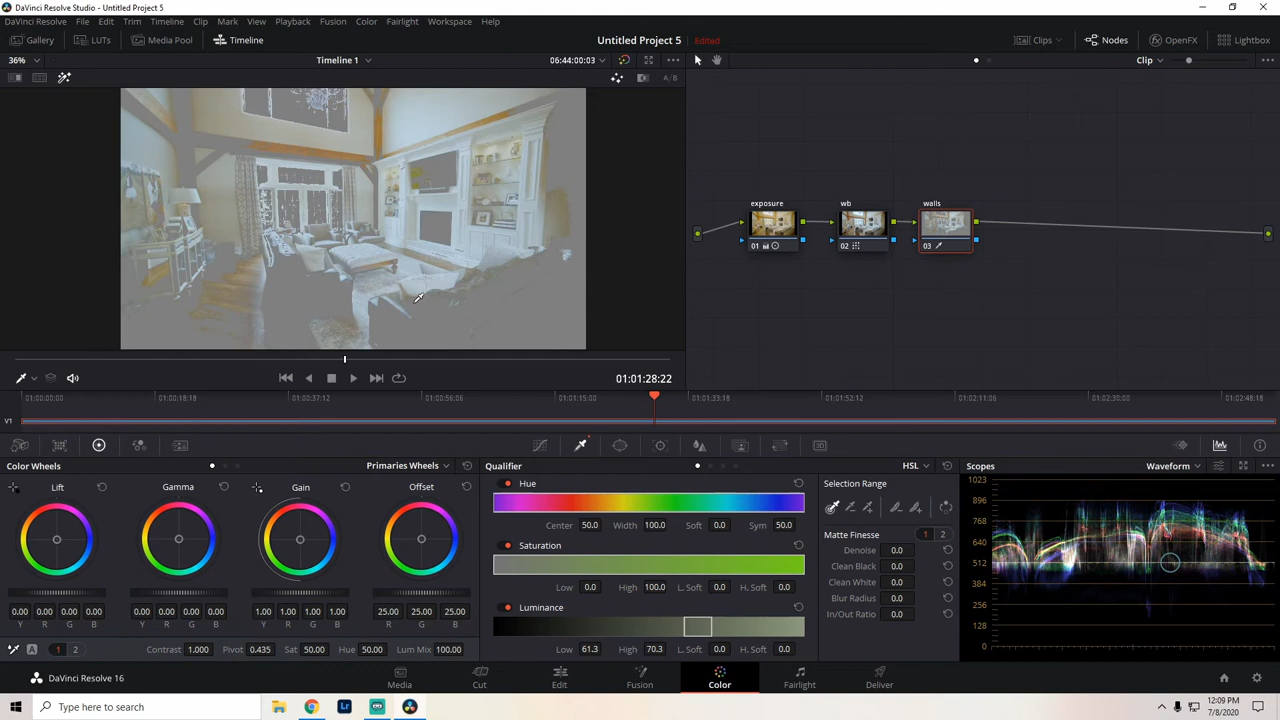 DaVinci Resolve Studio - Untitled Project 5
DaVinci Resolve File Edit Trim Timeline Clip Mark View Playback Fusion Color Fairlight Workspace Help
Gallery LUTs Media Pool Timeline Untitled Project 5 Edited Clips Nodes OpenFX Lightbox
36% Timeline 1 06:44:00:03 Clip
A/B
exposure wb walls
01 02 03
01:01:28:22
01:00:00:00 01:00:18:18 01:00:37:12 01:00:56:06 01:01:15:00 01:01:33:18 01:01:52:12 01:02:11:06 01:02:30:00 01:02:48:18
V1
Color Wheels Primaries Wheels Qualifier HSL Scopes Waveform
Lift Gamma Gain Offset
0.00 0.00 0.00 0.00 0.00 0.00 0.00 0.00 1.00 1.00 1.00 1.00 25.00 25.00 25.00
Y R G B Y R G B Y R G B R G B
A 1 2 Contrast 1.000 Pivot 0.435 Sat 50.00 Hue 50.00 Lum Mix 100.00
Hue
Center 50.0 Width 100.0 Soft 0.0 Sym 50.0
Saturation
Low 0.0 High 100.0 L. Soft 0.0 H. Soft 0.0
Luminance
Low 61.3 High 70.3 L. Soft 0.0 H. Soft 0.0
Selection Range
Matte Finesse 1 2
Denoise 0.0
Clean Black 0.0
Clean White 0.0
Blur Radius 0.0
In/Out Ratio 0.0
1023
896
768
640
512
384
256
128
0
DaVinci Resolve 16 Media Cut Edit Fusion Color Fairlight Deliver
Type here to search
Lr
12:09 PM
7/8/2020